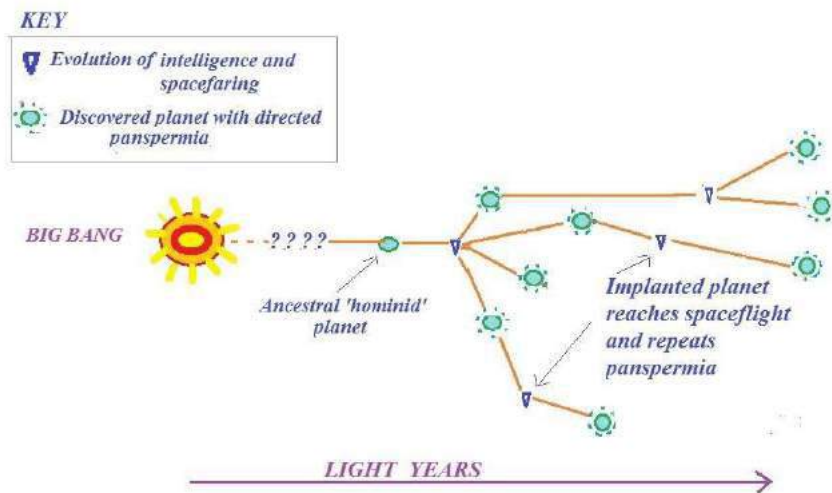 KEY
Evolution of intelligence and
spacefaring
Discovered planet with directed
panspermia
BIG BANG
? ? ? ?
Ancestral 'hominid'
planet
Implanted planet
reaches spaceflight
and repeats
panspermia
LIGHT YEARS